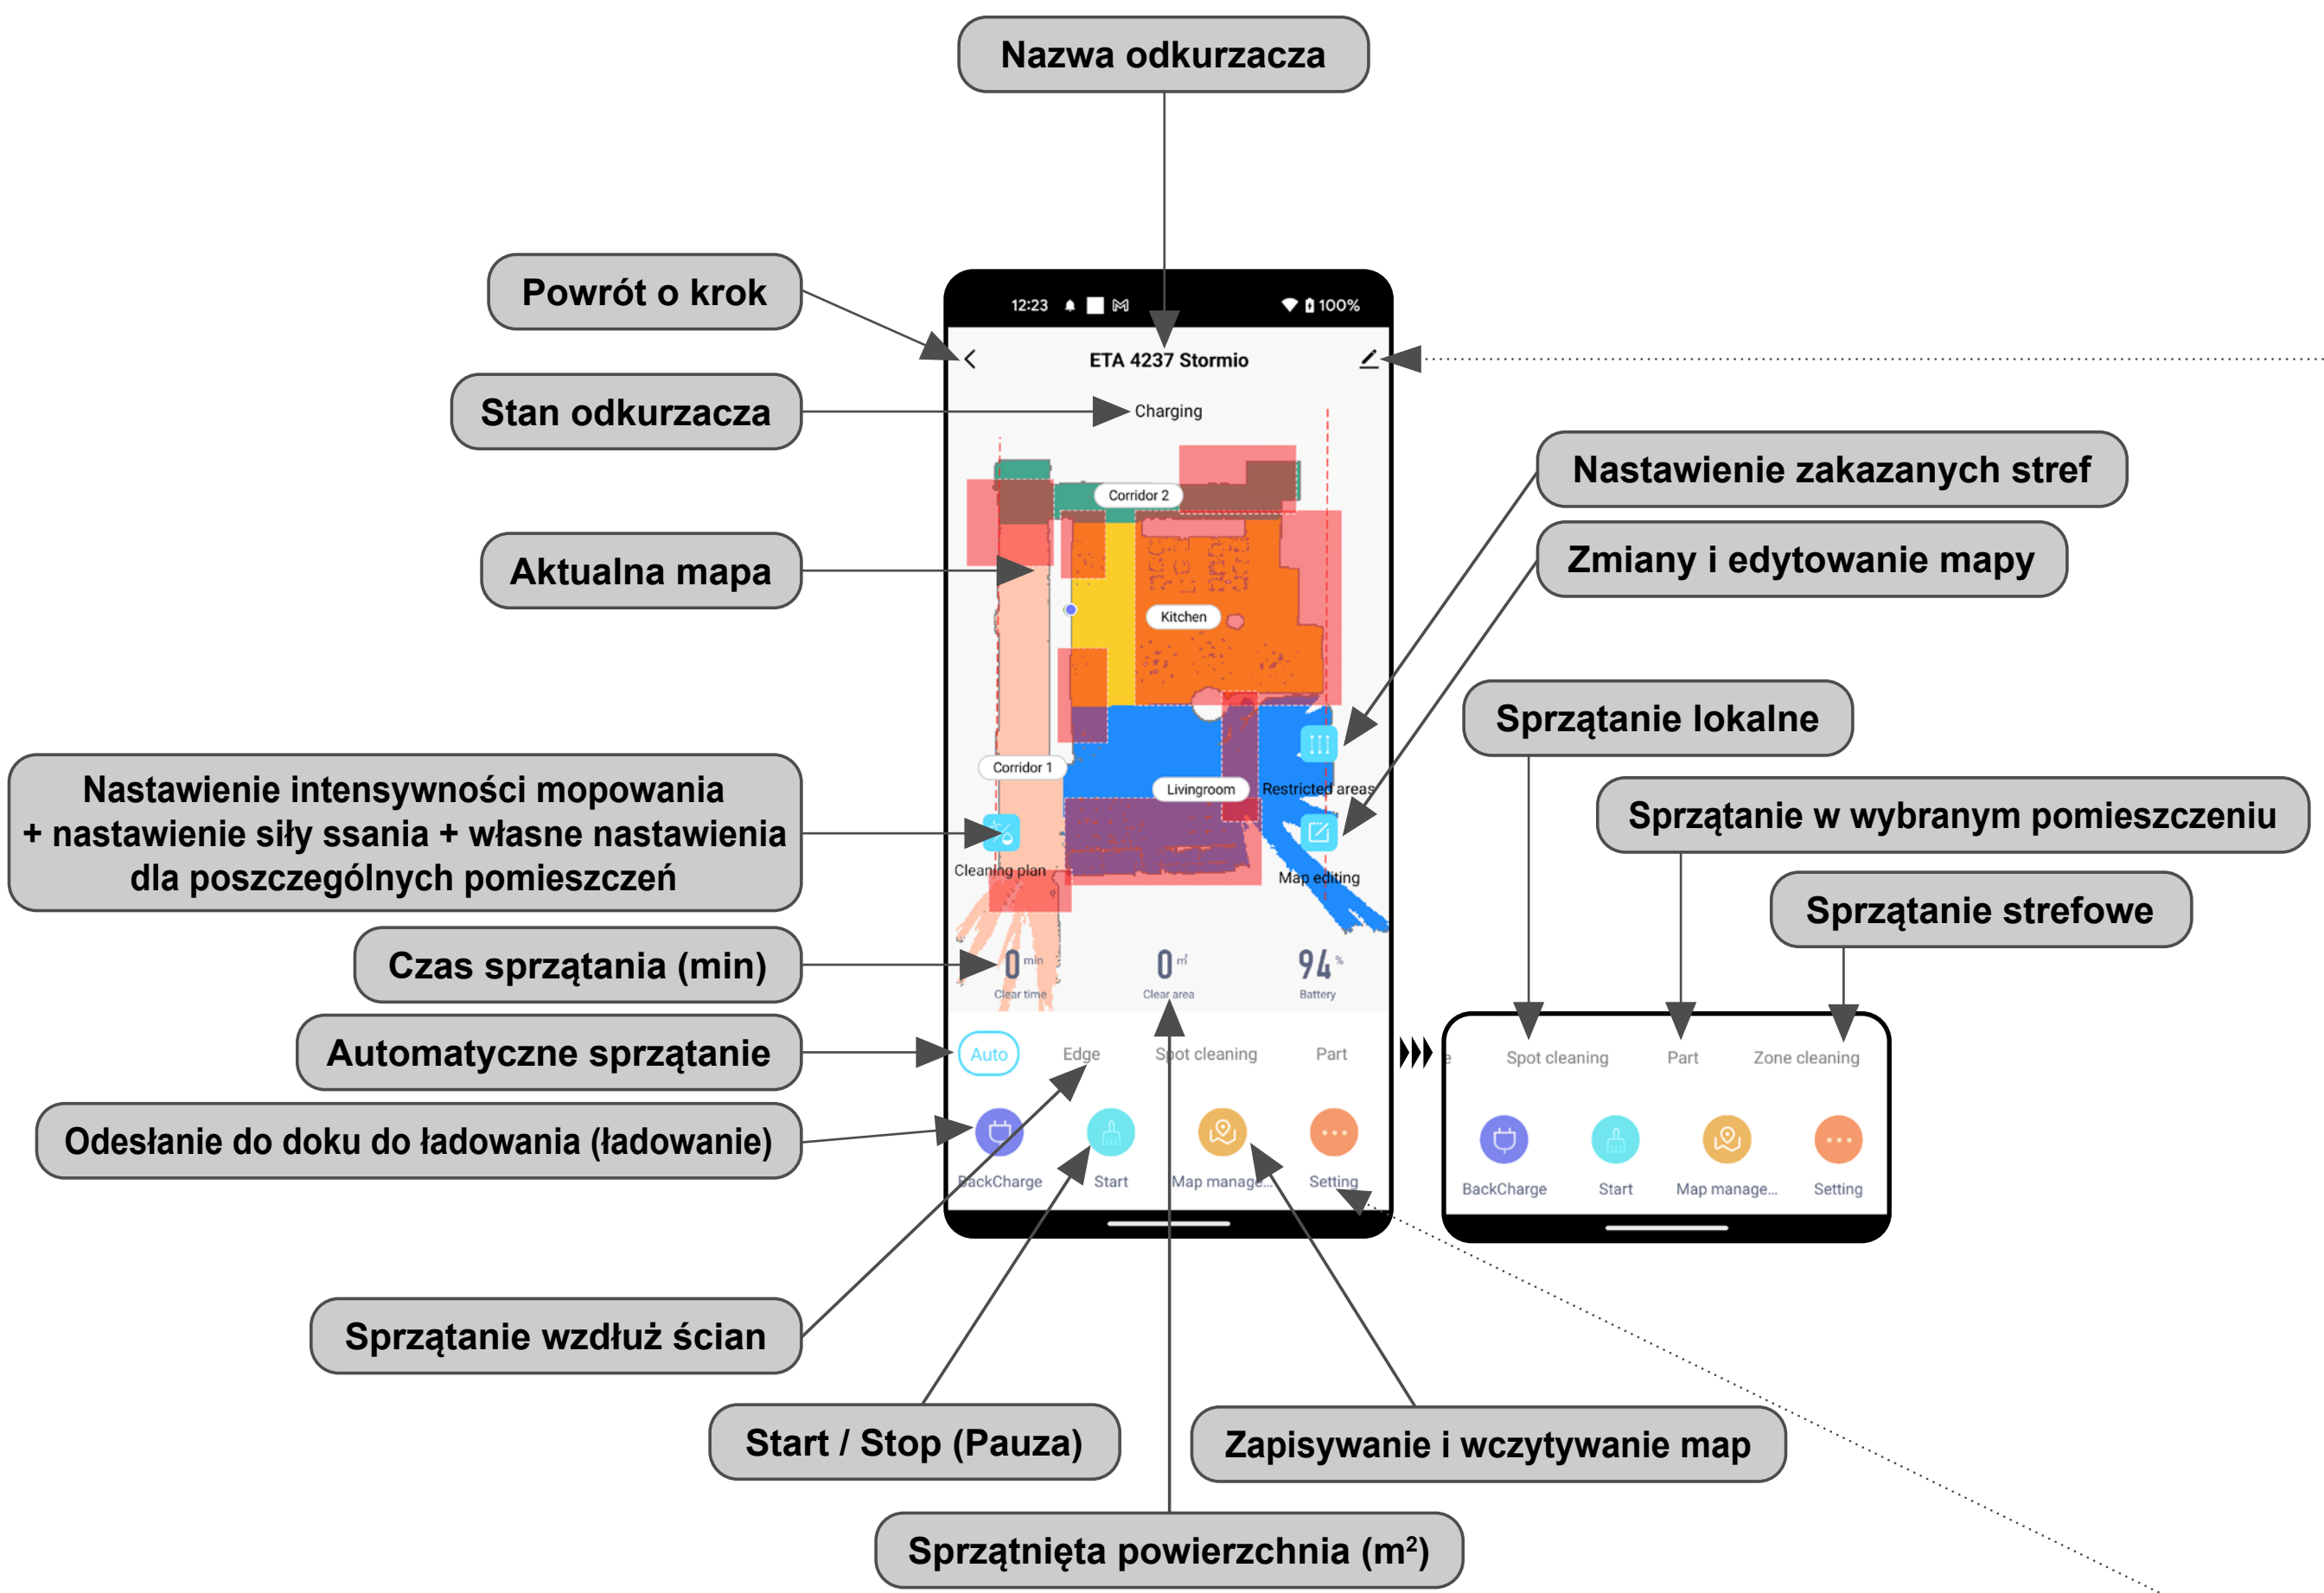 Nazwa odkurzacza
Powrót o krok
Stan odkurzacza
Aktualna mapa
Nastawienie intensywności mopowania
+ nastawienie siły ssania + własne nastawienia
dla poszczególnych pomieszczeń
Czas sprzątania (min)
Automatyczne sprzątanie
Odesłanie do doku do ładowania (ładowanie)
Sprzątanie wzdłuż ścian
Start / Stop (Pauza)
Sprzątnięta powierzchnia (m²)
Zapisywanie i wczytywanie map
Nastawienie zakazanych stref
Zmiany i edytowanie mapy
Sprzątanie lokalne
Sprzątanie w wybranym pomieszczeniu
Sprzątanie strefowe
12:23 100%
ETA 4237 Stormio
Charging
Corridor 2
Kitchen
Corridor 1
Livingroom
Restricted areas
Cleaning plan
Map editing
0 min 0 m² 94 %
Clear time Clear area Battery
Auto Edge Spot cleaning Part
BackCharge Start Map manage... Setting
e Spot cleaning Part Zone cleaning
BackCharge Start Map manage... Setting